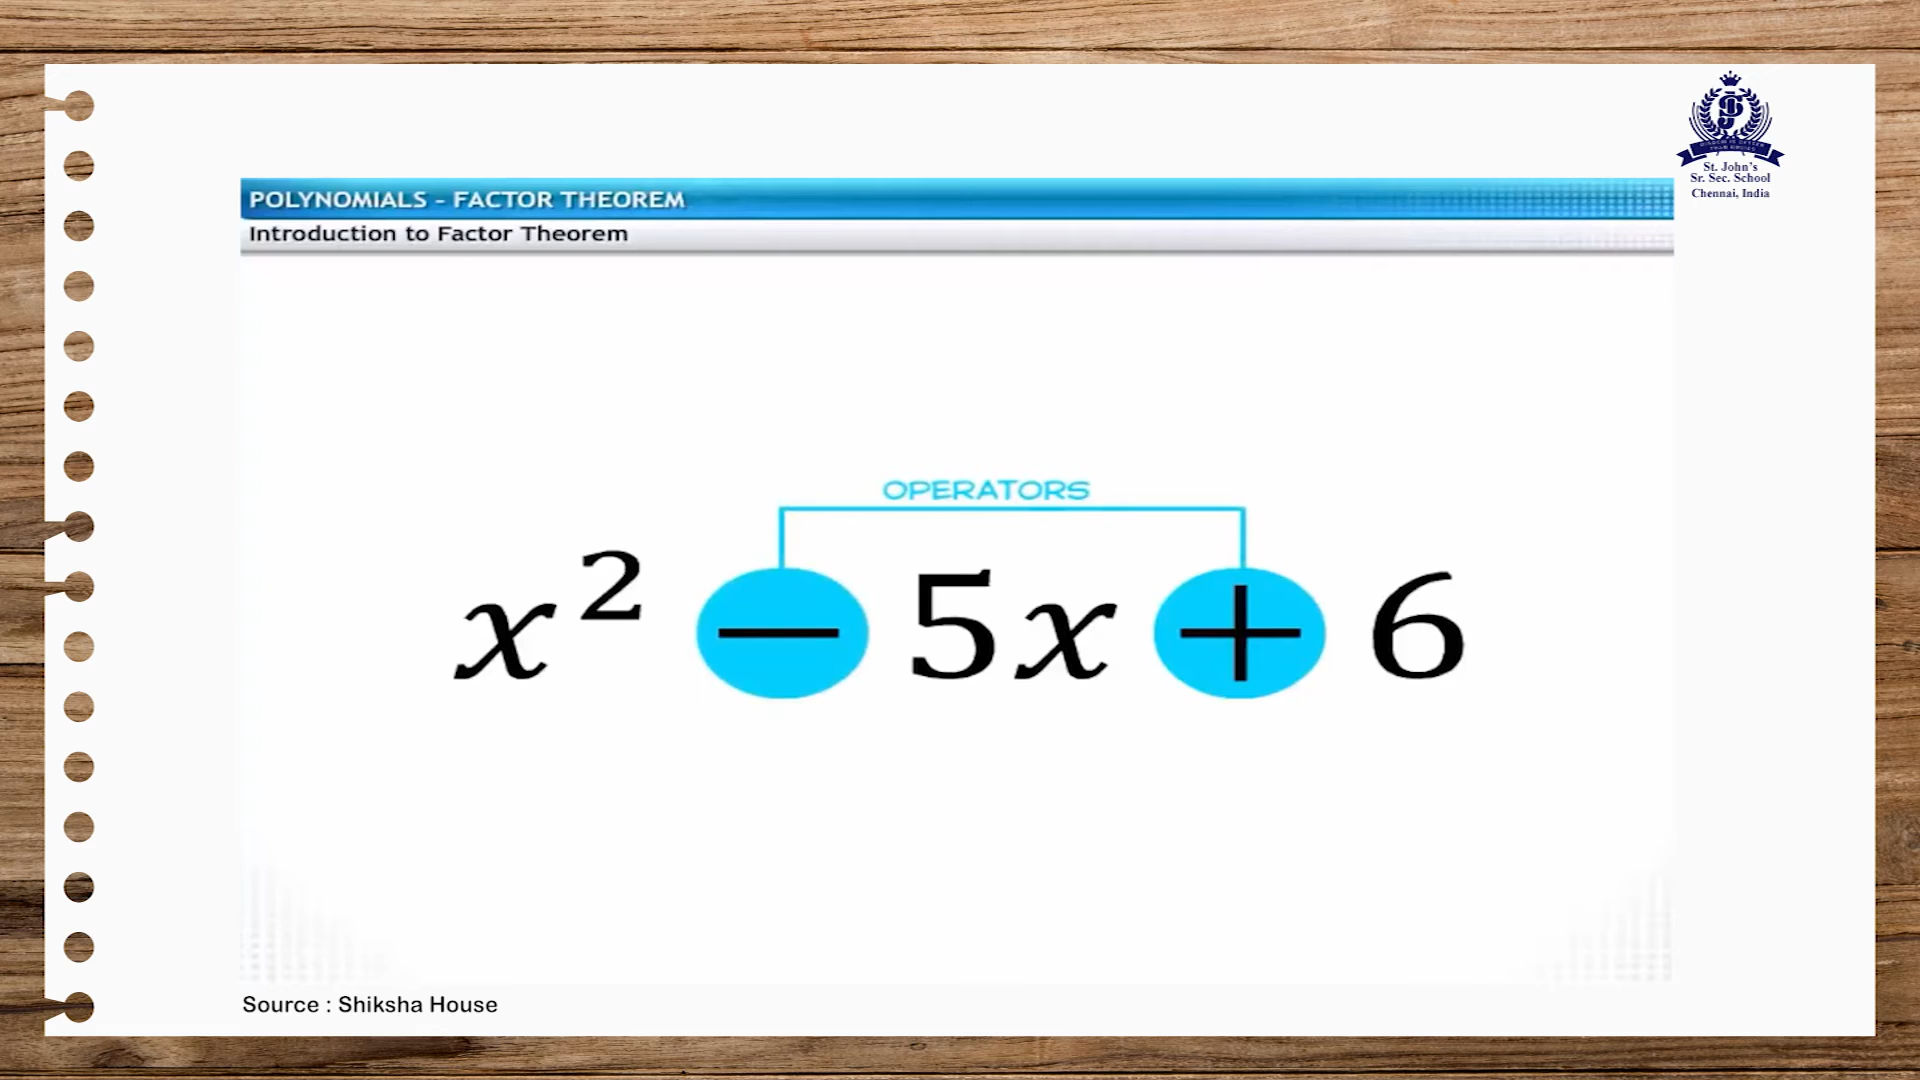 St. John's
Sr. Sec. School
Chennai, India
POLYNOMIALS - FACTOR THEOREM
Introduction to Factor Theorem
OPERATORS
x² − 5x + 6
Source : Shiksha House